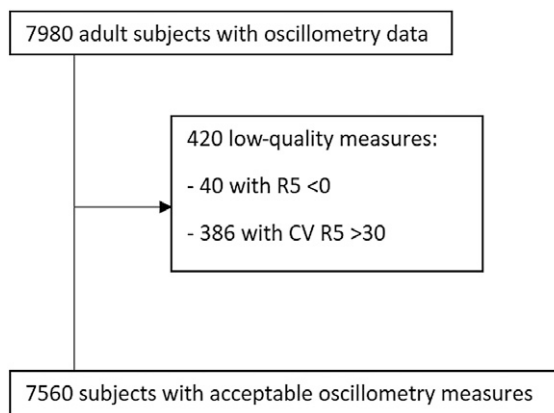 7980 adult subjects with oscillometry data
420 low-quality measures:
- 40 with R5 <0
- 386 with CV R5 >30
7560 subjects with acceptable oscillometry measures